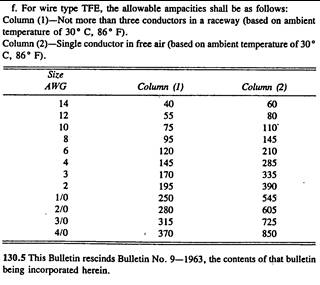 f. For wire type TFE, the allowable ampacities shall be as follows:
Column (1)—Not more than three conductors in a raceway (based on ambient
temperature of 30° C, 86° F).
Column (2)—Single conductor in free air (based on ambient temperature of 30°
C, 86° F).
Size
AWG Column (1) Column (2)
14 40 60
12 55 80
10 75 110
8 95 145
6 120 210
4 145 285
3 170 335
2 195 390
1/0 250 545
2/0 280 605
3/0 315 725
4/0 370 850
130.5 This Bulletin rescinds Bulletin No. 9—1963, the contents of that bulletin
being incorporated herein.